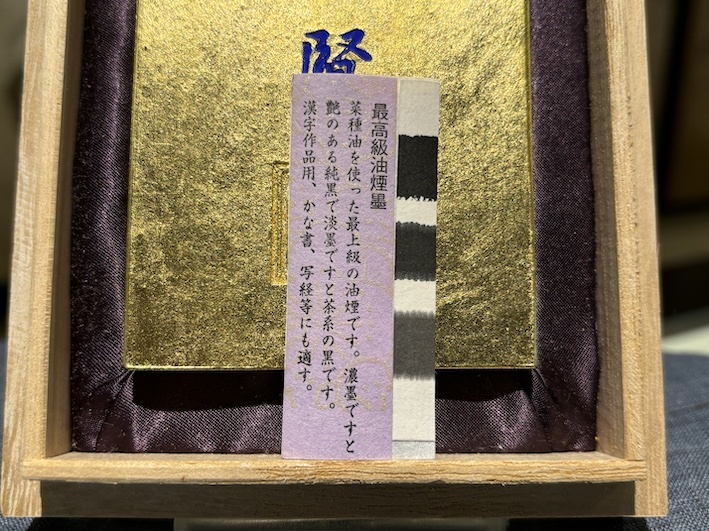 賢
最高級油煙墨
菜種油を使った最上級の油煙です。濃墨ですと
艶のある純黒で淡墨ですと茶系の黒です。
漢字作品用、かな書、写経等にも適す。